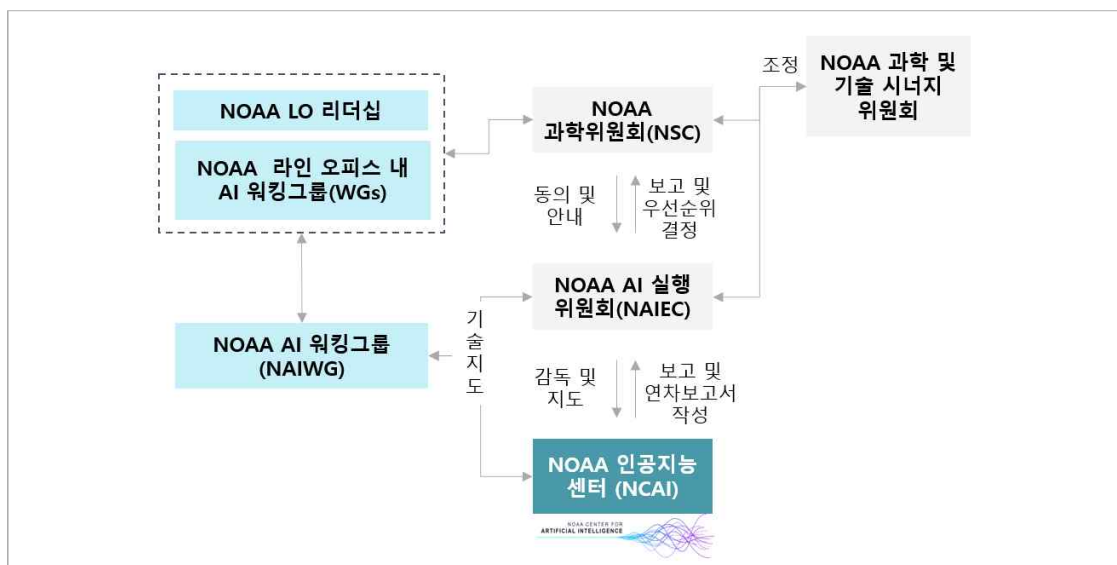 NOAA LO 리더십
NOAA 라인 오피스 내
AI 워킹그룹(WGs)
NOAA
과학위원회(NSC)
조정
NOAA 과학 및
기술 시너지
위원회
동의 및
안내
보고 및
우선순위
결정
NOAA AI 워킹그룹
(NAIWG)
기
술
지
도
NOAA AI 실행
위원회(NAIEC)
감독 및
지도
보고 및
연차보고서
작성
NOAA 인공지능
센터 (NCAI)
NOAA CENTER FOR
ARTIFICIAL INTELLIGENCE